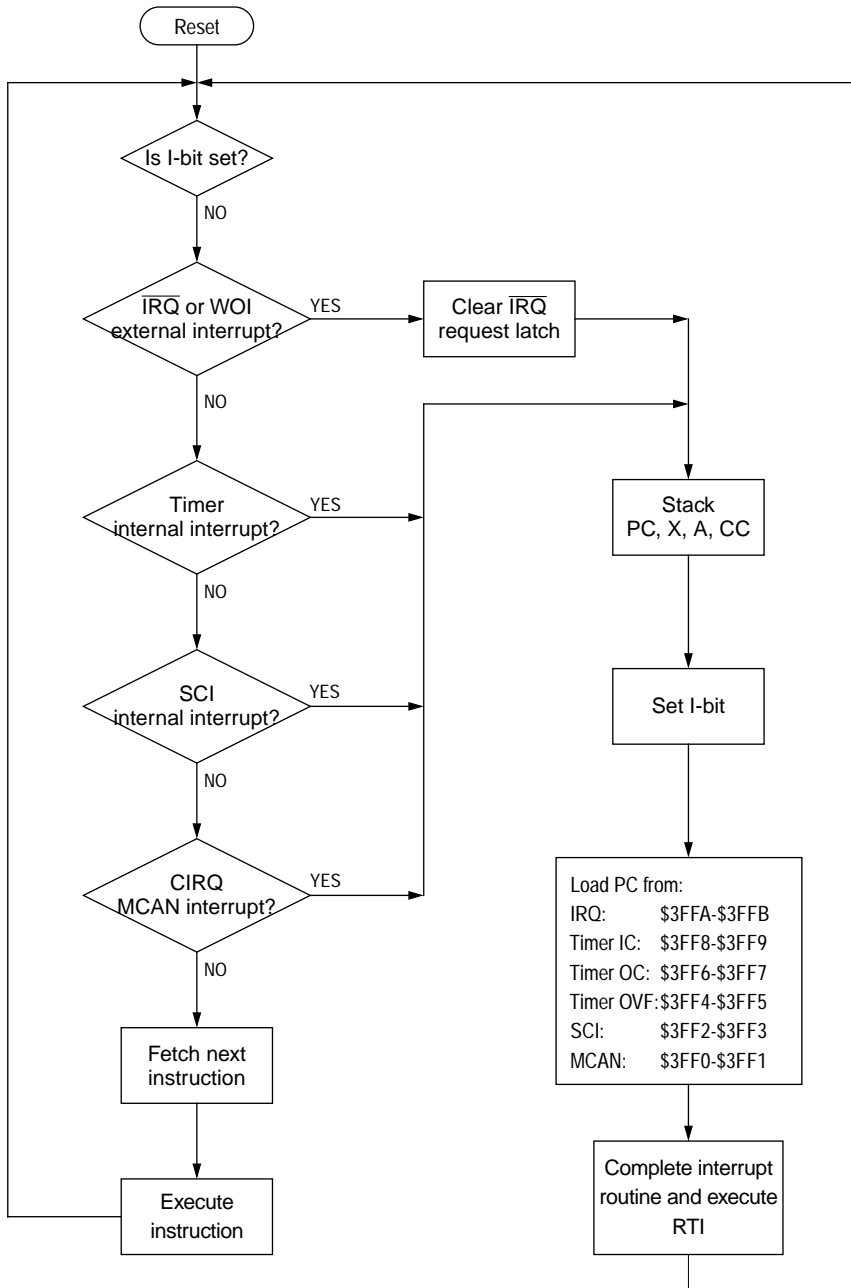 Reset
Is I-bit set?
NO
IRQ or WOI
external interrupt?
YES
Clear IRQ
request latch
NO
Timer
internal interrupt?
YES
Stack
PC, X, A, CC
NO
SCI
internal interrupt?
YES
Set I-bit
NO
CIRQ
MCAN interrupt?
YES
Load PC from:
IRQ: $3FFA-$3FFB
Timer IC: $3FF8-$3FF9
Timer OC: $3FF6-$3FF7
Timer OVF: $3FF4-$3FF5
SCI: $3FF2-$3FF3
MCAN: $3FF0-$3FF1
NO
Fetch next
instruction
Execute
instruction
Complete interrupt
routine and execute
RTI